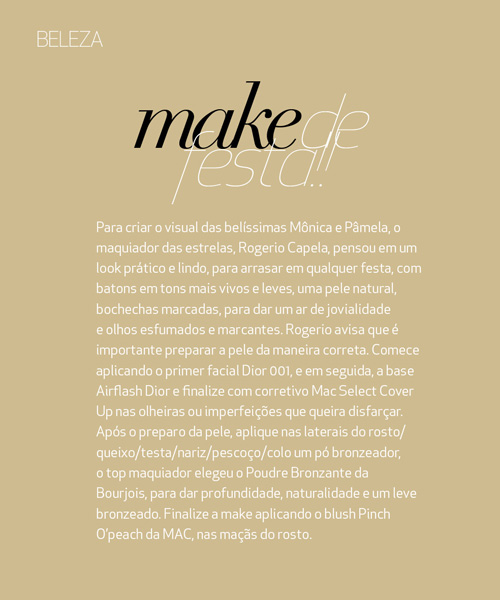 BELEZA
make de
festa!!
Para criar o visual das belíssimas Mônica e Pâmela, o
maquiador das estrelas, Rogerio Capela, pensou em um
look prático e lindo, para arrasar em qualquer festa, com
batons em tons mais vivos e leves, uma pele natural,
bochechas marcadas, para dar um ar de jovialidade
e olhos esfumados e marcantes. Rogerio avisa que é
importante preparar a pele da maneira correta. Comece
aplicando o primer facial Dior 001, e em seguida, a base
Airflash Dior e finalize com corretivo Mac Select Cover
Up nas olheiras ou imperfeições que queira disfarçar.
Após o preparo da pele, aplique nas laterais do rosto/
queixo/testa/nariz/pescoço/colo um pó bronzeador,
o top maquiador elegeu o Poudre Bronzante da
Bourjois, para dar profundidade, naturalidade e um leve
bronzeado. Finalize a make aplicando o blush Pinch
O'peach da MAC, nas maçãs do rosto.